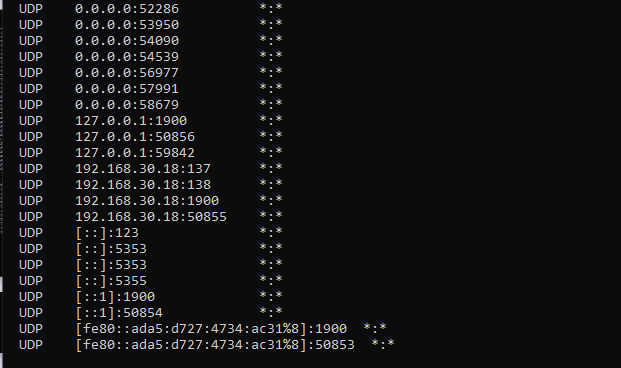 UDP    0.0.0.0:52286          *:*
UDP    0.0.0.0:53950          *:*
UDP    0.0.0.0:54090          *:*
UDP    0.0.0.0:54539          *:*
UDP    0.0.0.0:56977          *:*
UDP    0.0.0.0:57991          *:*
UDP    0.0.0.0:58679          *:*
UDP    127.0.0.1:1900         *:*
UDP    127.0.0.1:50856        *:*
UDP    127.0.0.1:59842        *:*
UDP    192.168.30.18:137      *:*
UDP    192.168.30.18:138      *:*
UDP    192.168.30.18:1900     *:*
UDP    192.168.30.18:50855    *:*
UDP    [::]:123               *:*
UDP    [::]:5353              *:*
UDP    [::]:5353              *:*
UDP    [::]:5355              *:*
UDP    [::1]:1900             *:*
UDP    [::1]:50854            *:*
UDP    [fe80::ada5:d727:4734:ac31%8]:1900  *:*
UDP    [fe80::ada5:d727:4734:ac31%8]:50853  *:*